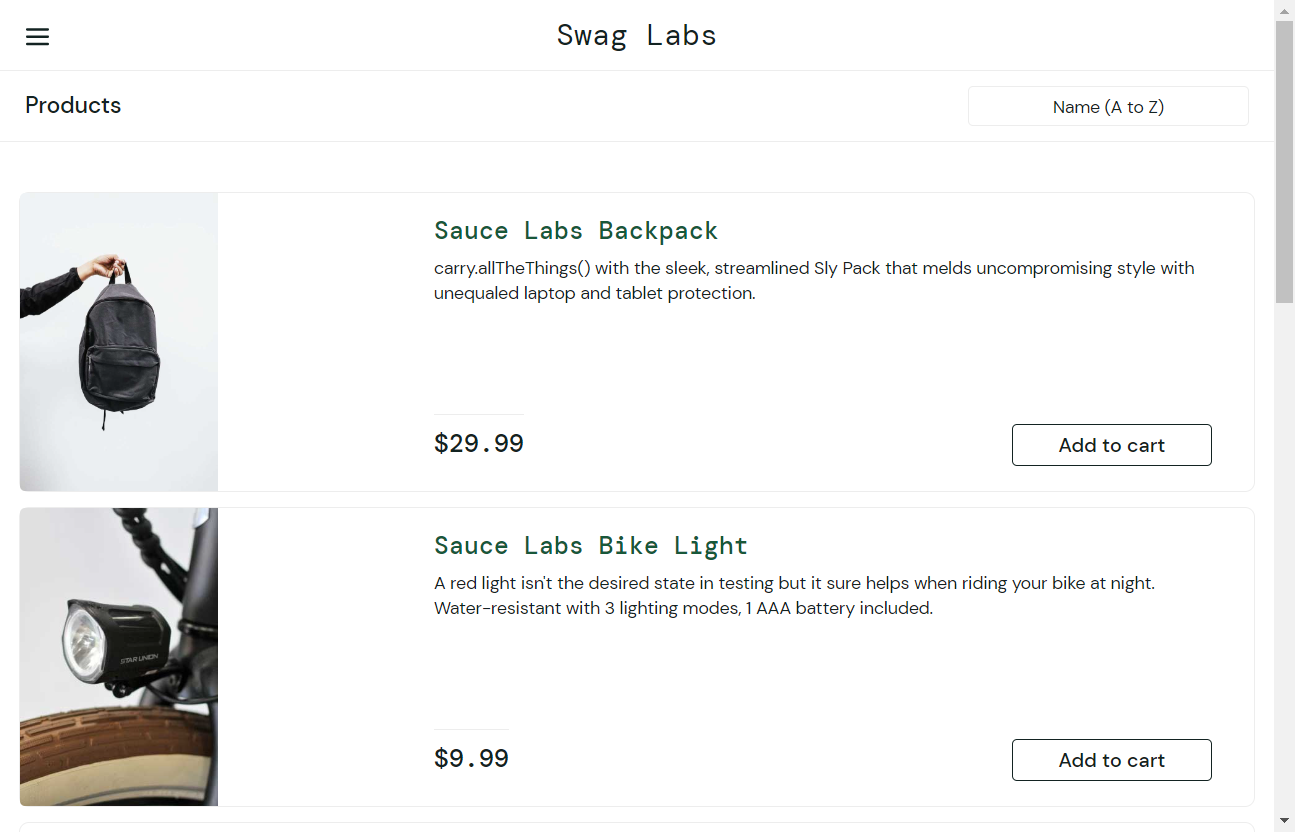 Swag Labs
Products
Name (A to Z)
Sauce Labs Backpack
carry.allTheThings() with the sleek, streamlined Sly Pack that melds uncompromising style with
unequaled laptop and tablet protection.
$29.99
Add to cart
STAR UNION
Sauce Labs Bike Light
A red light isn't the desired state in testing but it sure helps when riding your bike at night.
Water-resistant with 3 lighting modes, 1 AAA battery included.
$9.99
Add to cart